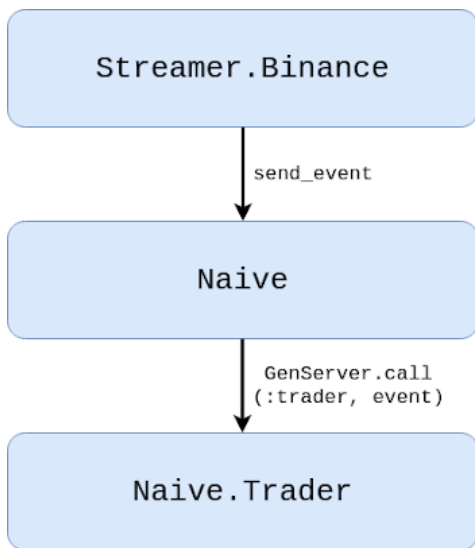 Streamer.Binance
send_event
Naive
GenServer.call
(:trader, event)
Naive.Trader